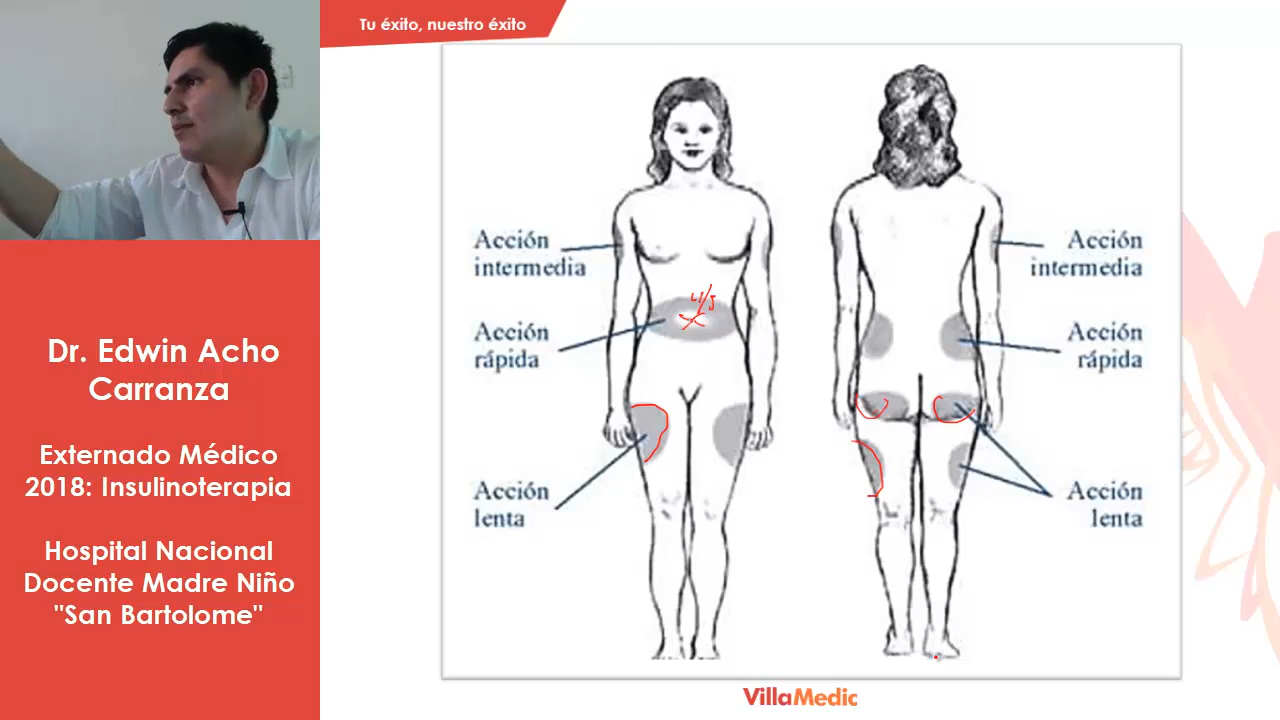 Tu éxito, nuestro éxito
Dr. Edwin Acho
Carranza
Externado Médico
2018: Insulinoterapia
Hospital Nacional
Docente Madre Niño
"San Bartolome"
Acción
intermedia
Acción
rápida
Acción
lenta
Acción
intermedia
Acción
rápida
Acción
lenta
VillaMedic